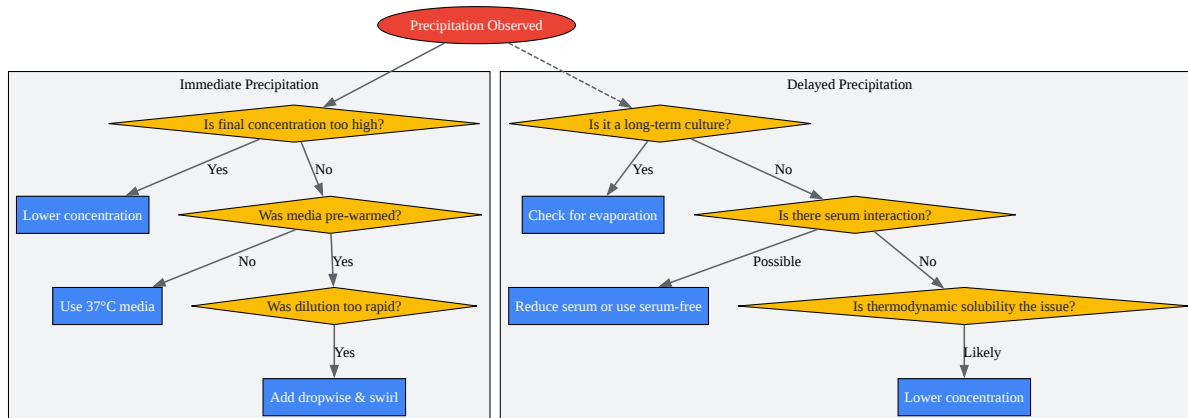 Precipitation Observed
Immediate Precipitation
Is final concentration too high?
Yes
No
Lower concentration
Was media pre-warmed?
No
Yes
Use 37°C media
Was dilution too rapid?
Yes
Add dropwise & swirl
Delayed Precipitation
Is it a long-term culture?
Yes
No
Check for evaporation
Is there serum interaction?
Possible
No
Reduce serum or use serum-free
Is thermodynamic solubility the issue?
Likely
Lower concentration